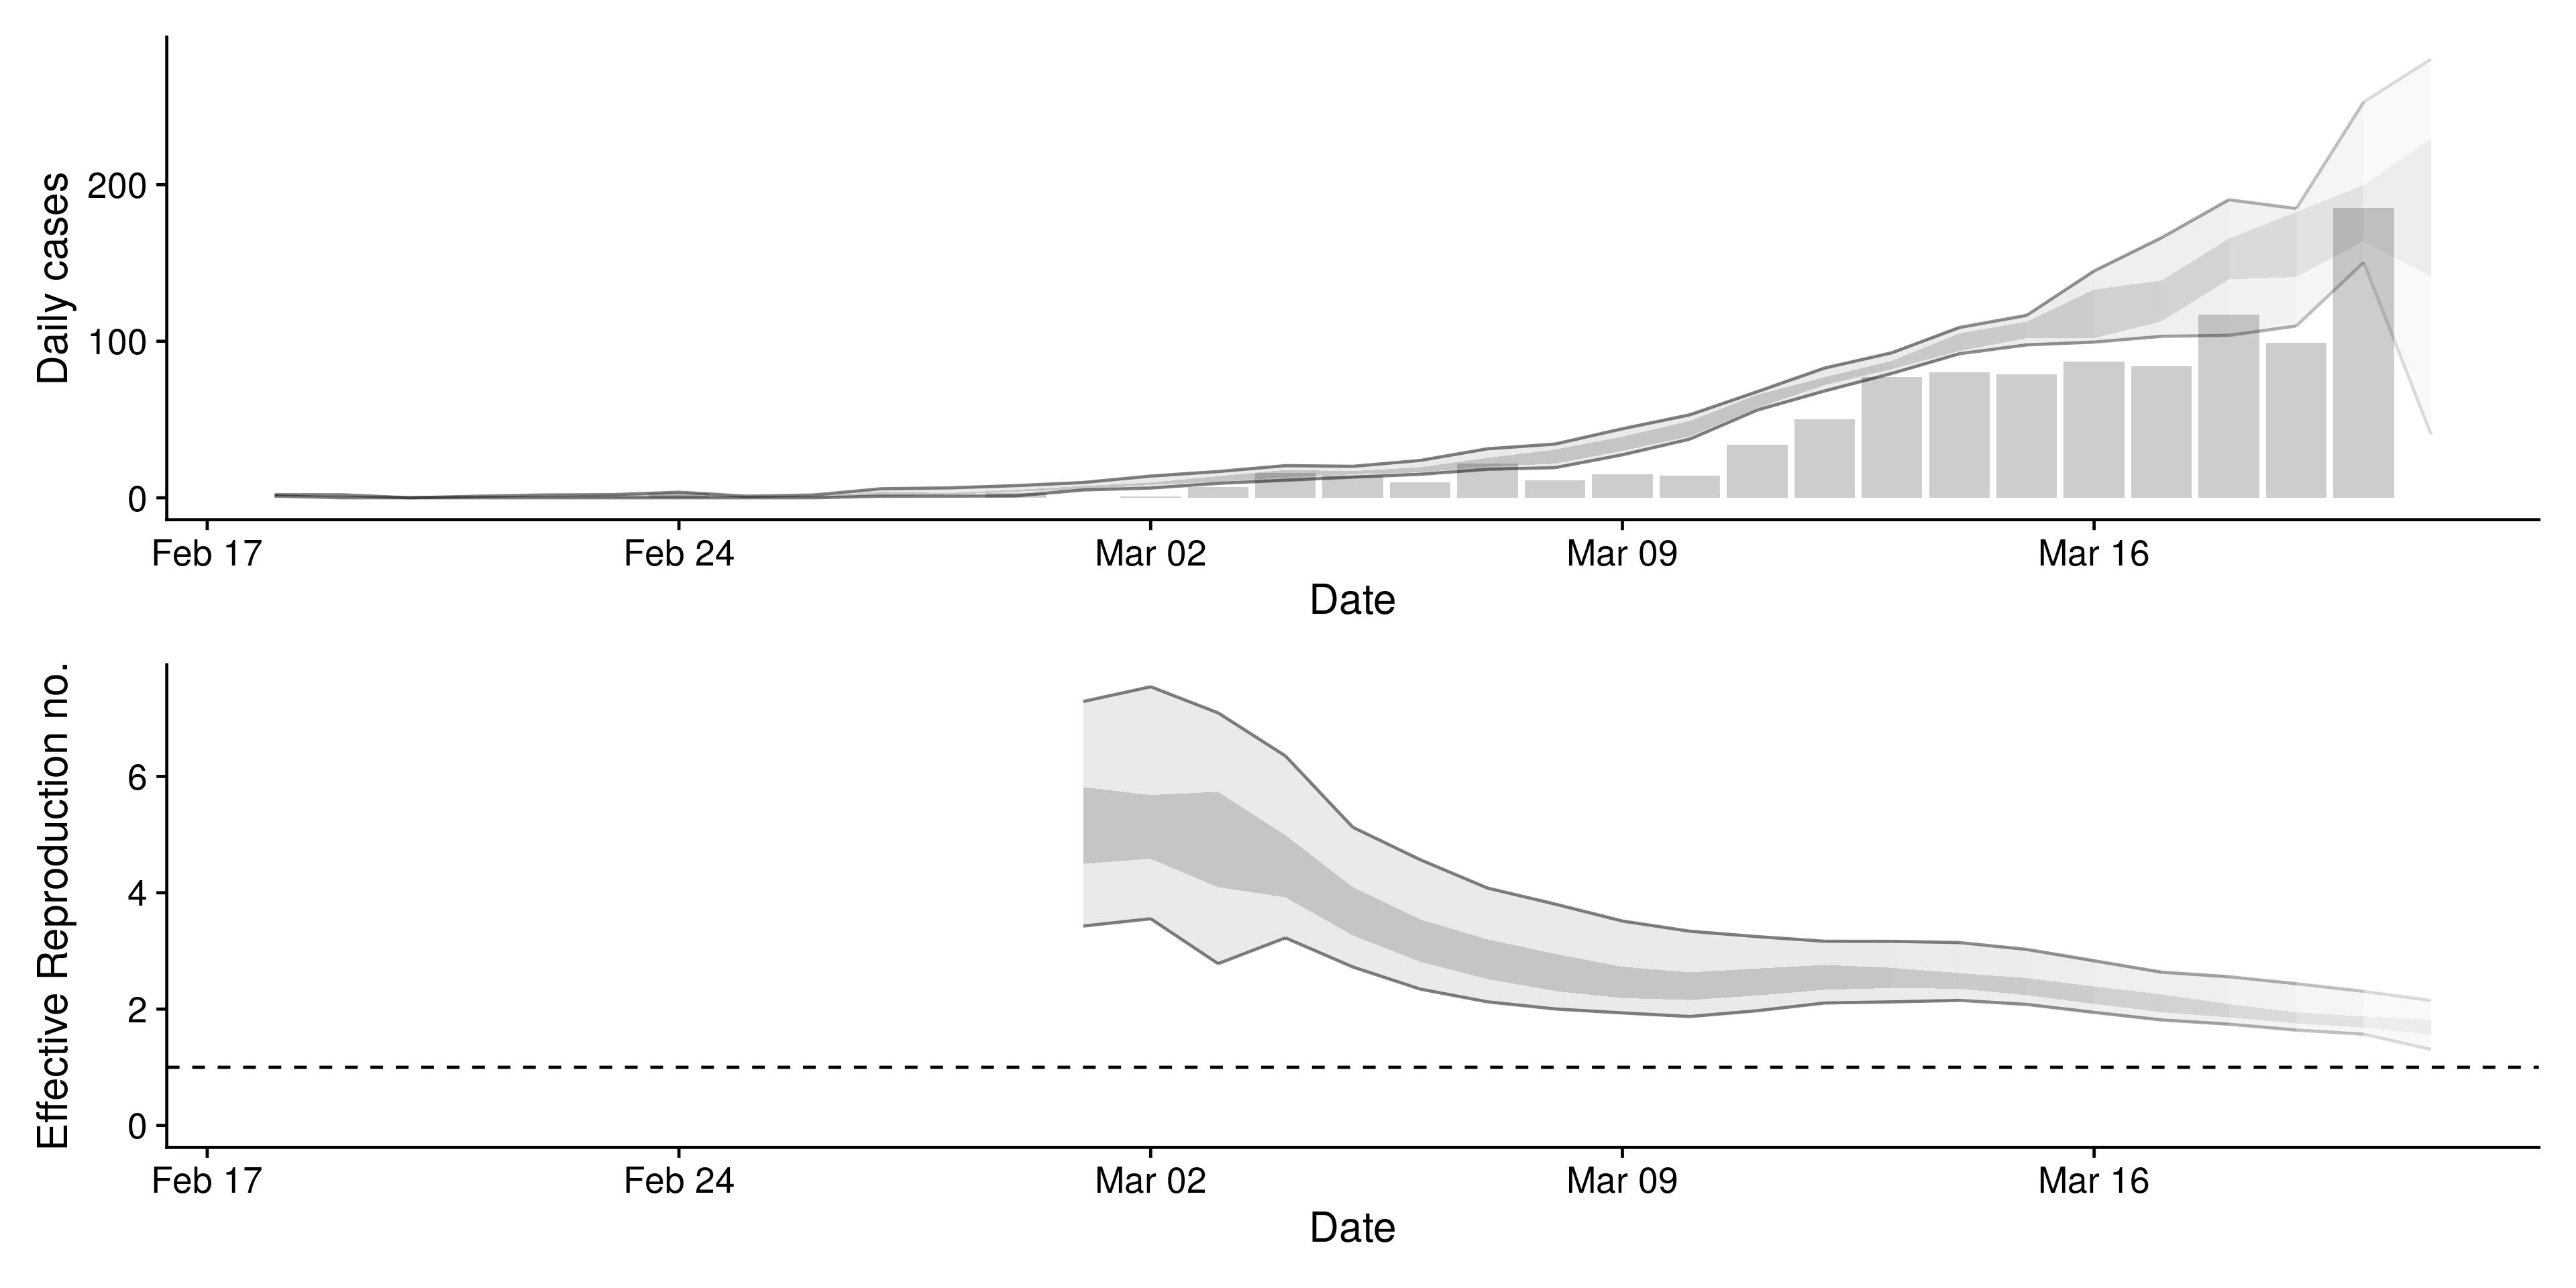 Daily cases
200
100
0
Feb 17 Feb 24 Mar 02 Mar 09 Mar 16
Date
Effective Reproduction no.
6
4
2
0
Feb 17 Feb 24 Mar 02 Mar 09 Mar 16
Date